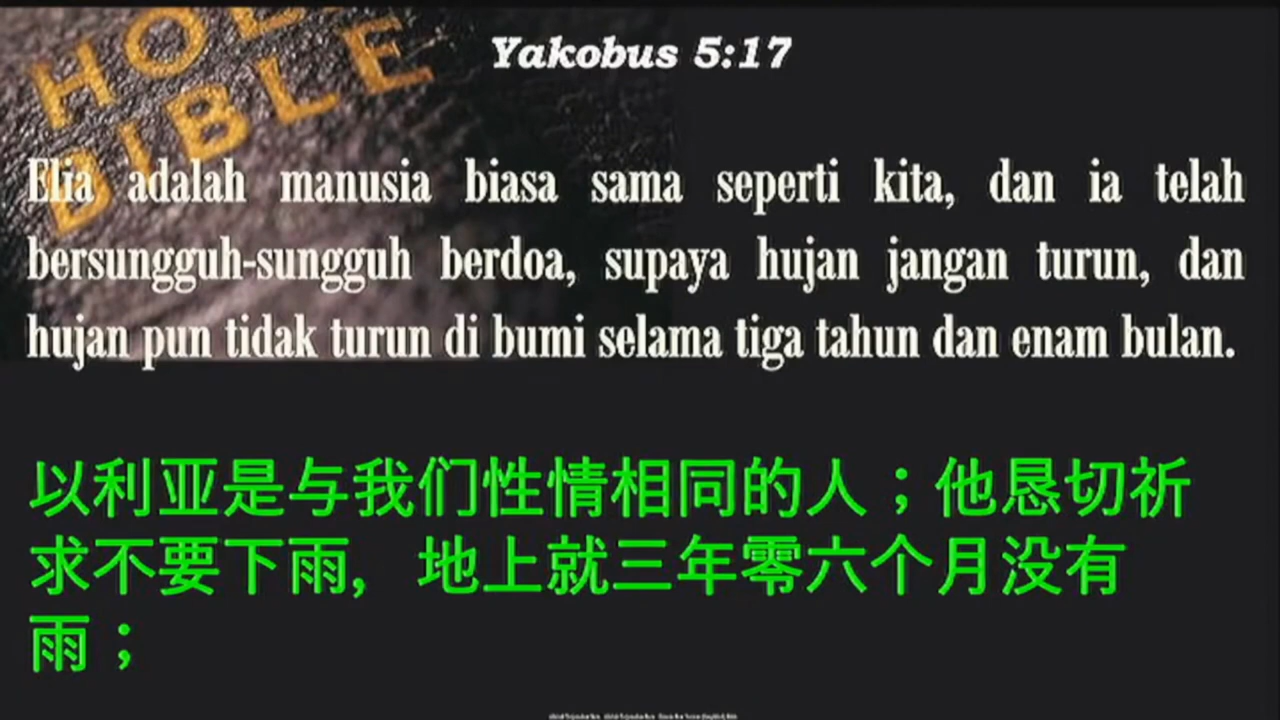 HOLY
BIBLE
Yakobus 5:17
Elia adalah manusia biasa sama seperti kita, dan ia telah
bersungguh-sungguh berdoa, supaya hujan jangan turun, dan
hujan pun tidak turun di bumi selama tiga tahun dan enam bulan.
以利亚是与我们性情相同的人；他恳切祈
求不要下雨， 地上就三年零六个月没有
雨；